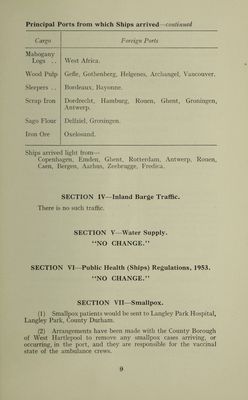 Principal Ports from which Ships arrived—continued
Cargo Foreign Ports
Mahogany
Logs . . West Africa.
Wood Pulp Gefle, Gothenberg, Helgenes, Archangel, Vancouver.
Sleepers . . Bordeaux, Bayonne.
Scrap Iron Dordrecht, Hamburg, Rouen, Ghent, Groningen,
Antwerp.
Sago Flour Delfziel, Groningen.
Iron Ore Oxelosund.
Ships arrived light from—
Copenhagen, Emden, Ghent, Rotterdam, Antwerp, Rouen,
Caen, Bergen, Aarhus, Zeebrugge, Fredica.
SECTION IV—Inland Barge Traffic.
There is no such traffic.
SECTION V—Water Supply.
“NO CHANGE.”
SECTION VI—Public Health (Ships) Regulations, 1953.
“NO CHANGE.”
SECTION VII—Smallpox.
(1) Smallpox patients would be sent to Langley Park Hospital,
Langley Park, County Durham.
(2) Arrangements have been made with the County Borough
of West Hartlepool to remove any smallpox cases arriving, or
occurring, in the port, and they are responsible for the vaccinal
state of the ambulance crews.
9